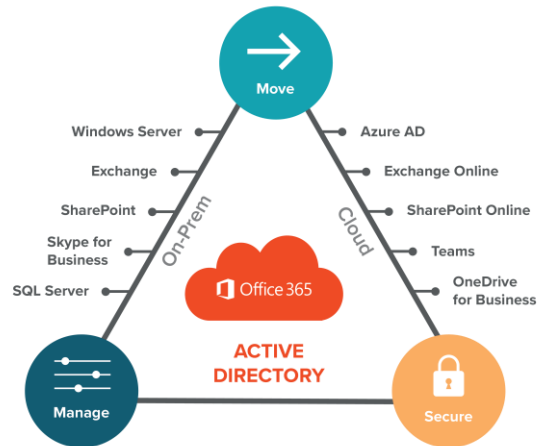 Move
Windows Server
Exchange
SharePoint
Skype for
Business
SQL Server
On-Prem
Azure AD
Exchange Online
SharePoint Online
Teams
OneDrive
for Business
Cloud
Office 365
ACTIVE
DIRECTORY
Manage
Secure